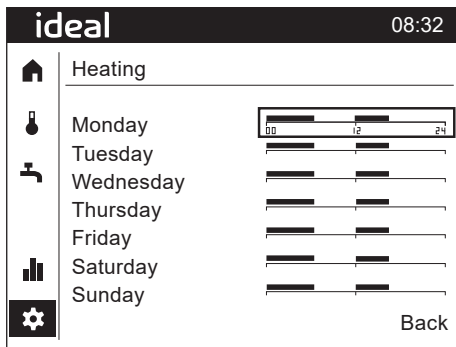 ideal 08:32
Heating
Monday
00 12 24
Tuesday
Wednesday
Thursday
Friday
Saturday
Sunday
Back